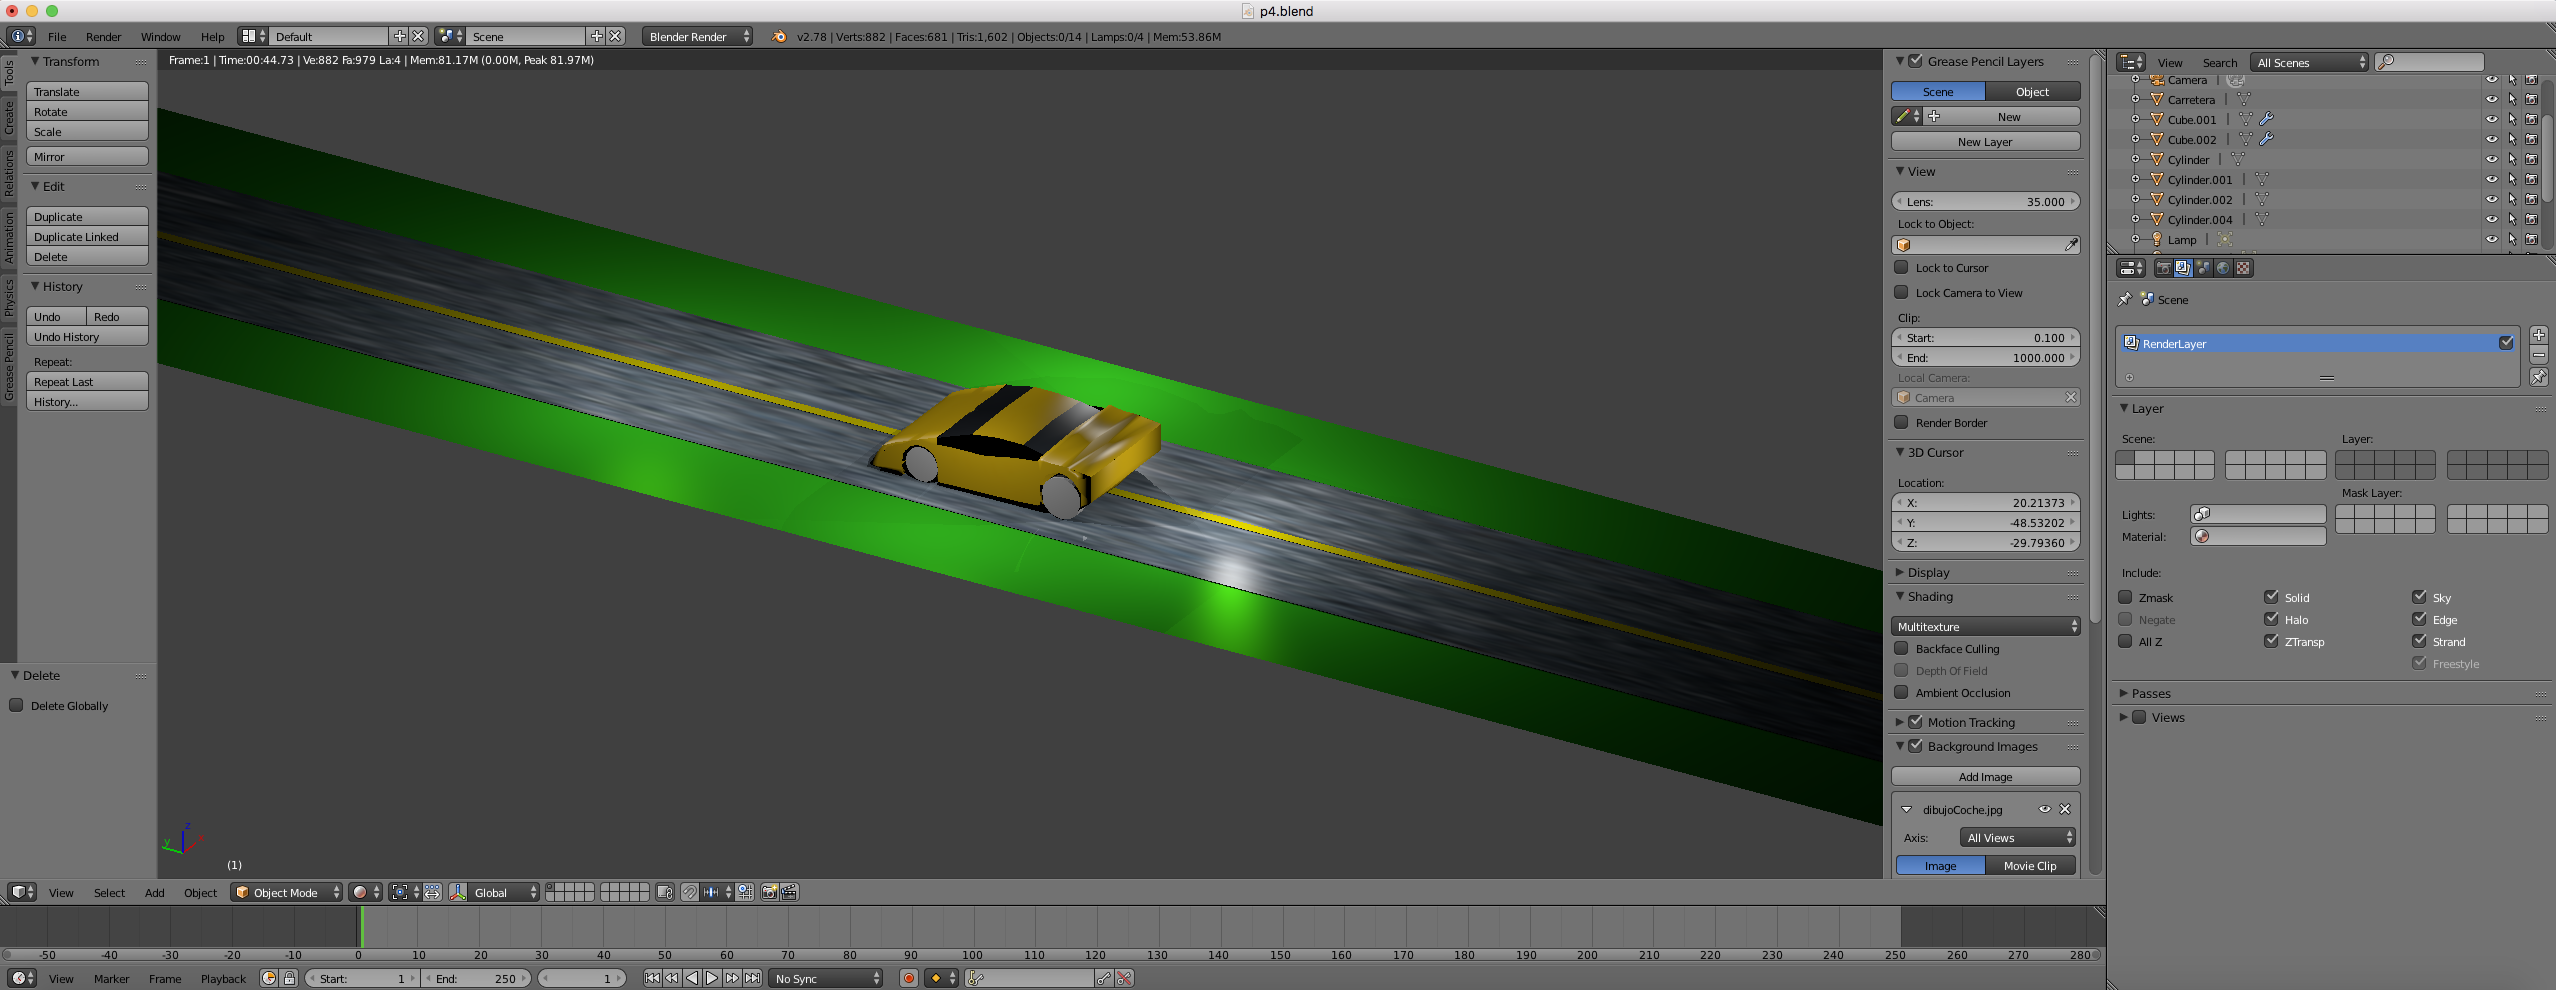 p4.blend
File Render Window Help Default Scene Blender Render v2.78 | Verts:882 | Faces:681 | Tris:1,602 | Objects:0/14 | Lamps:0/4 | Mem:53.86M
Frame:1 | Time:00:44.73 | Ve:882 Fa:979 La:4 | Mem:81.17M (0.00M, Peak 81.97M)
Tools
Create
Relations
Animation
Physics
Grease Pencil
Transform
Translate
Rotate
Scale
Mirror
Edit
Duplicate
Duplicate Linked
Delete
History
Undo Redo
Undo History
Repeat:
Repeat Last
History...
Delete
Delete Globally
z
y
(1)
Grease Pencil Layers
Scene Object
New
New Layer
View
Lens: 35.000
Lock to Object:
Lock to Cursor
Lock Camera to View
Clip:
Start: 0.100
End: 1000.000
Local Camera:
Camera
Render Border
3D Cursor
Location:
X: 20.21373
Y: -48.53202
Z: -29.79360
Display
Shading
Multitexture
Backface Culling
Depth Of Field
Ambient Occlusion
Motion Tracking
Background Images
Add Image
dibujoCoche.jpg
Axis: All Views
Image Movie Clip
View Search All Scenes
Camera
Carretera
Cube.001
Cube.002
Cylinder
Cylinder.001
Cylinder.002
Cylinder.004
Lamp
Scene
RenderLayer
Layer
Scene: Layer:
Mask Layer:
Lights:
Material:
Include:
Zmask Solid Sky
Negate Halo Edge
All Z ZTransp Strand
Freestyle
Passes
Views
View Select Add Object Object Mode Global
-50 -40 -30 -20 -10 0 10 20 30 40 50 60 70 80 90 100 110 120 130 140 150 160 170 180 190 200 210 220 230 240 250 260 270 280
View Marker Frame Playback Start: 1 End: 250 1 No Sync